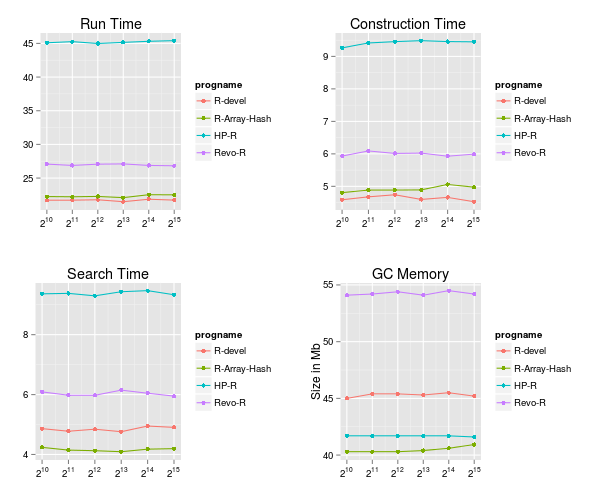 Run Time
45
40
35
30
25
2^10 2^11 2^12 2^13 2^14 2^15
progname
R-devel
R-Array-Hash
HP-R
Revo-R
Construction Time
9
8
7
6
5
2^10 2^11 2^12 2^13 2^14 2^15
progname
R-devel
R-Array-Hash
HP-R
Revo-R
Search Time
8
6
4
2^10 2^11 2^12 2^13 2^14 2^15
progname
R-devel
R-Array-Hash
HP-R
Revo-R
GC Memory
Size in Mb
55
50
45
40
2^10 2^11 2^12 2^13 2^14 2^15
progname
R-devel
R-Array-Hash
HP-R
Revo-R